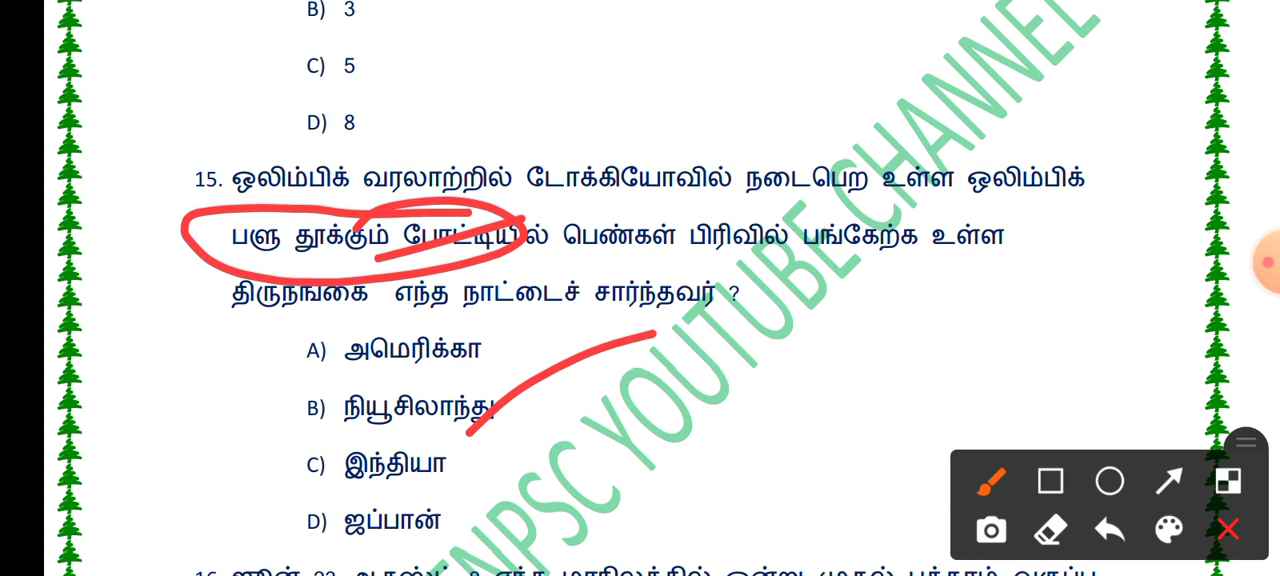 B) 3
C) 5
D) 8
15. ஒலிம்பிக் வரலாற்றில் டோக்கியோவில் நடைபெற உள்ள ஒலிம்பிக்
பளு தூக்கும் போட்டியில் பெண்கள் பிரிவில் பங்கேற்க உள்ள
திருநங்கை எந்த நாட்டைச் சார்ந்தவர் ?
A) அமெரிக்கா
B) நியூசிலாந்து
C) இந்தியா
D) ஜப்பான்
TNPSC YOUTUBE CHANNEL